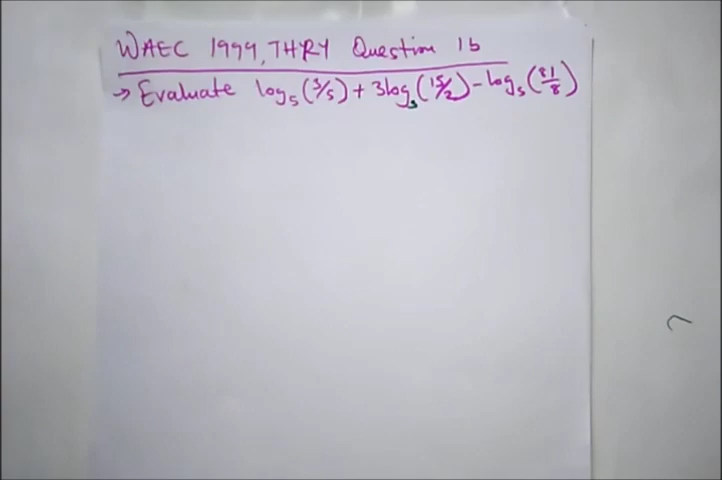 WAEC 1999, THRY Question 1b
→ Evaluate log₅(3/5) + 3log₅(15/2) - log₅(81/8)